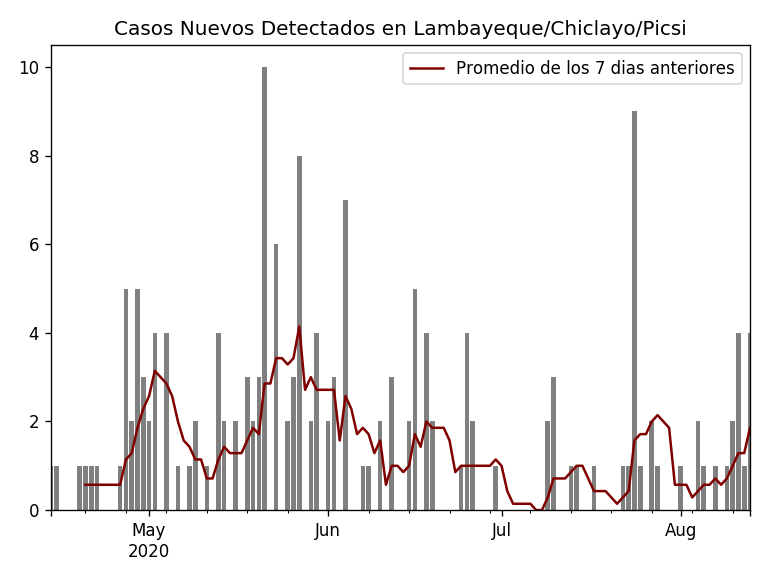 Casos Nuevos Detectados en Lambayeque/Chiclayo/Picsi
Promedio de los 7 dias anteriores
10
8
6
4
2
0
May Jun Jul Aug
2020